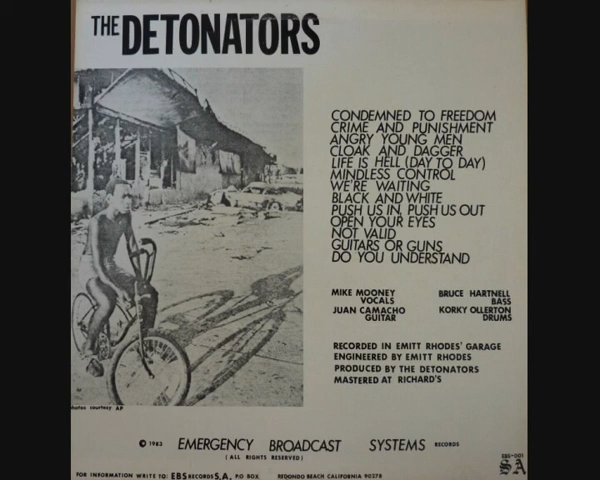 THE DETONATORS
CONDEMNED TO FREEDOM
CRIME AND PUNISHMENT
ANGRY YOUNG MEN
CLOAK AND DAGGER
LIFE IS HELL (DAY TO DAY)
MINDLESS CONTROL
WE'RE WAITING
BLACK AND WHITE
PUSH US IN, PUSH US OUT
OPEN YOUR EYES
NOT VALID
GUITARS OR GUNS
DO YOU UNDERSTAND
MIKE MOONEY
VOCALS
BRUCE HARTNELL
BASS
JUAN CAMACHO
GUITAR
KORKY OLLERTON
DRUMS
RECORDED IN EMITT RHODES' GARAGE
ENGINEERED BY EMITT RHODES
PRODUCED BY THE DETONATORS
MASTERED AT RICHARD'S
photos courtesy AP
© 1983 EMERGENCY BROADCAST SYSTEMS RECORDS
(ALL RIGHTS RESERVED)
EBS-001
SA
FOR INFORMATION WRITE TO: EBS RECORDS S.A. PO BOX REDONDO BEACH CALIFORNIA 90278